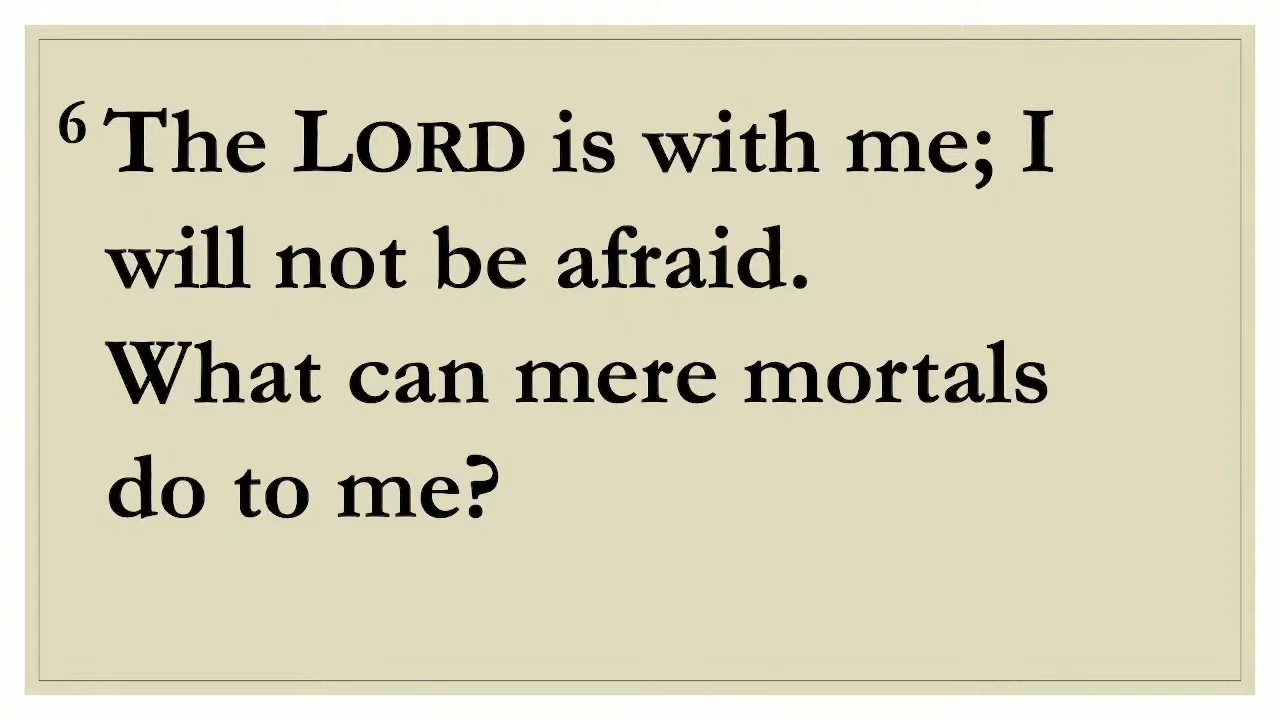 6 The LORD is with me; I
will not be afraid.
What can mere mortals
do to me?